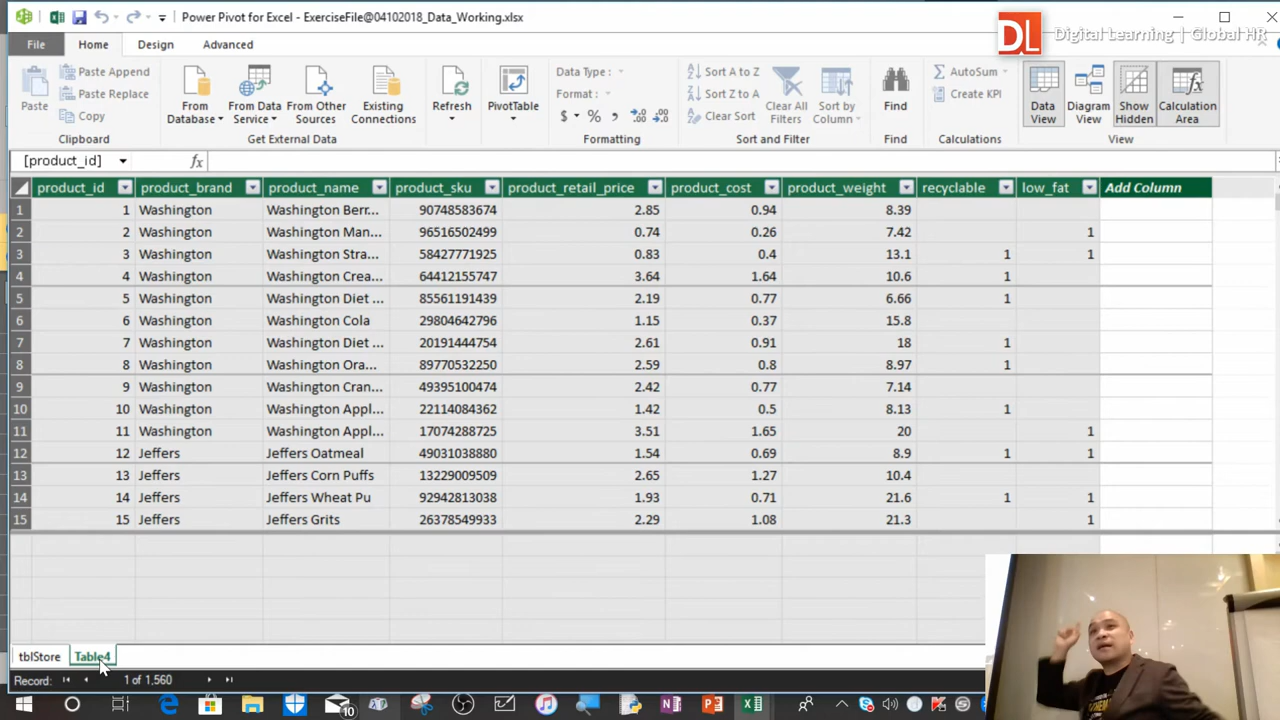 Power Pivot for Excel - ExerciseFile@04102018_Data_Working.xlsx
DL Digital Learning | Global HR
File Home Design Advanced
Paste
Paste Append
Paste Replace
Copy
Clipboard
From Database
From Data Service
From Other Sources
Existing Connections
Get External Data
Refresh
PivotTable
Data Type :
Format :
$ % ,
Formatting
Sort A to Z
Sort Z to A
Clear Sort
Clear All Filters
Sort by Column
Sort and Filter
Find
Find
AutoSum
Create KPI
Calculations
Data View
Diagram View
Show Hidden
Calculation Area
View
[product_id] fx
product_id product_brand product_name product_sku product_retail_price product_cost product_weight recyclable low_fat Add Column
1 1 Washington Washington Berr... 90748583674 2.85 0.94 8.39
2 2 Washington Washington Man... 96516502499 0.74 0.26 7.42 1
3 3 Washington Washington Stra... 58427771925 0.83 0.4 13.1 1 1
4 4 Washington Washington Crea... 64412155747 3.64 1.64 10.6 1
5 5 Washington Washington Diet ... 85561191439 2.19 0.77 6.66 1
6 6 Washington Washington Cola 29804642796 1.15 0.37 15.8
7 7 Washington Washington Diet ... 20191444754 2.61 0.91 18 1
8 8 Washington Washington Ora... 89770532250 2.59 0.8 8.97 1
9 9 Washington Washington Cran... 49395100474 2.42 0.77 7.14
10 10 Washington Washington Appl... 22114084362 1.42 0.5 8.13 1
11 11 Washington Washington Appl... 17074288725 3.51 1.65 20 1
12 12 Jeffers Jeffers Oatmeal 49031038880 1.54 0.69 8.9 1 1
13 13 Jeffers Jeffers Corn Puffs 13229009509 2.65 1.27 10.4
14 14 Jeffers Jeffers Wheat Pu 92942813038 1.93 0.71 21.6 1 1
15 15 Jeffers Jeffers Grits 26378549933 2.29 1.08 21.3 1
tblStore Table4
Record: 1 of 1,560
10